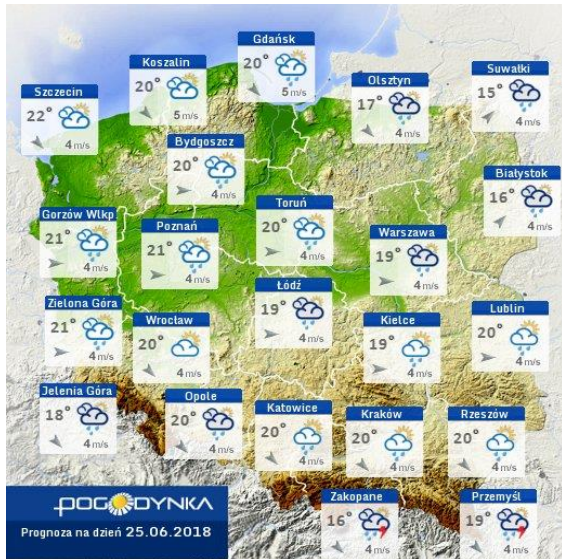 Gdańsk
20°
5 m/s
Koszalin
20°
5 m/s
Suwałki
15°
4 m/s
Olsztyn
17°
4 m/s
Szczecin
22°
4 m/s
Bydgoszcz
20°
4 m/s
Białystok
16°
4 m/s
Toruń
20°
4 m/s
Gorzów Wlkp
21°
4 m/s
Poznań
21°
4 m/s
Warszawa
19°
4 m/s
Łódź
19°
4 m/s
Zielona Góra
21°
4 m/s
Wrocław
20°
4 m/s
Kielce
19°
4 m/s
Lublin
20°
4 m/s
Jelenia Góra
18°
4 m/s
Opole
20°
4 m/s
Katowice
20°
4 m/s
Kraków
20°
4 m/s
Rzeszów
20°
4 m/s
Zakopane
16°
4 m/s
Przemyśl
19°
4 m/s
POGODYNKA
Prognoza na dzień 25.06.2018